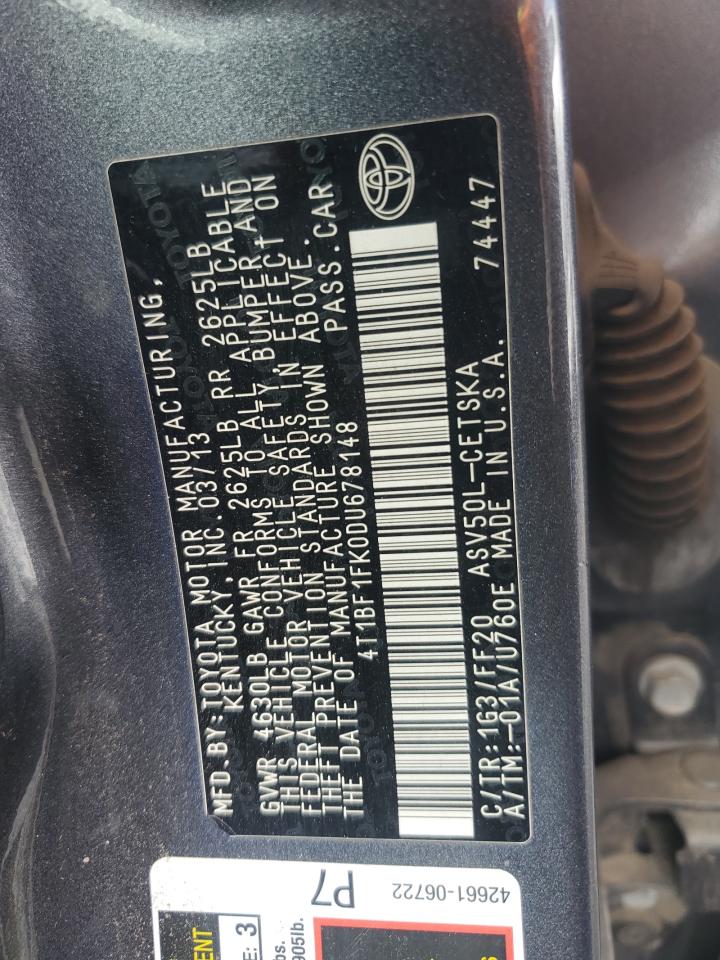 MFD.BY:TOYOTA MOTOR MANUFACTURING,
KENTUCKY, INC. 03/13
GVWR 4630LB GAWR FR 2625LB RR 2625LB
THIS VEHICLE CONFORMS TO ALL APPLICABLE
FEDERAL MOTOR VEHICLE SAFETY, BUMPER, AND
THEFT PREVENTION STANDARDS IN EFFECT ON
THE DATE OF MANUFACTURE SHOWN ABOVE.
4T1BF1FK0DU678148 PASS.CAR
C/TR:1G3/FF20 ASV50L-CETSKA
A/TM:-01A/U760E MADE IN U.S.A. 74447
P7
42661-06722
3
905lb.